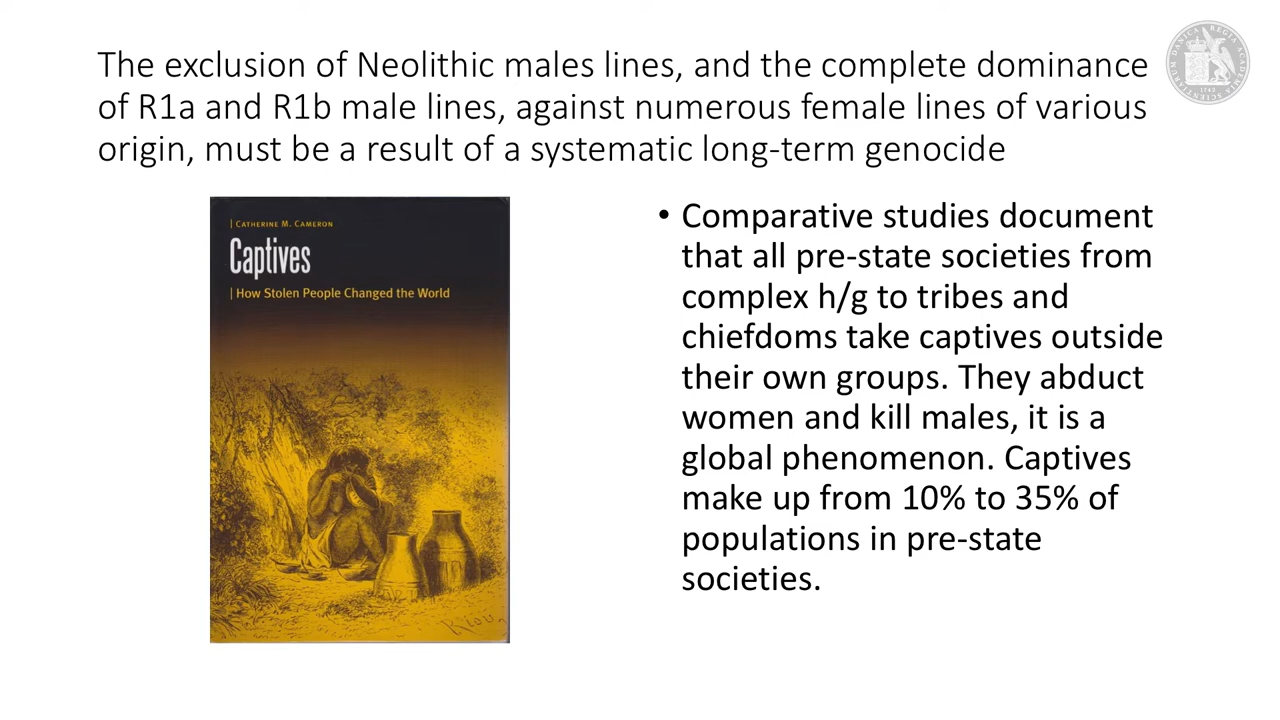 The exclusion of Neolithic males lines, and the complete dominance
of R1a and R1b male lines, against numerous female lines of various
origin, must be a result of a systematic long-term genocide
Catherine M. Cameron
Captives
How Stolen People Changed the World
Riou
• Comparative studies document
that all pre-state societies from
complex h/g to tribes and
chiefdoms take captives outside
their own groups. They abduct
women and kill males, it is a
global phenomenon. Captives
make up from 10% to 35% of
populations in pre-state
societies.